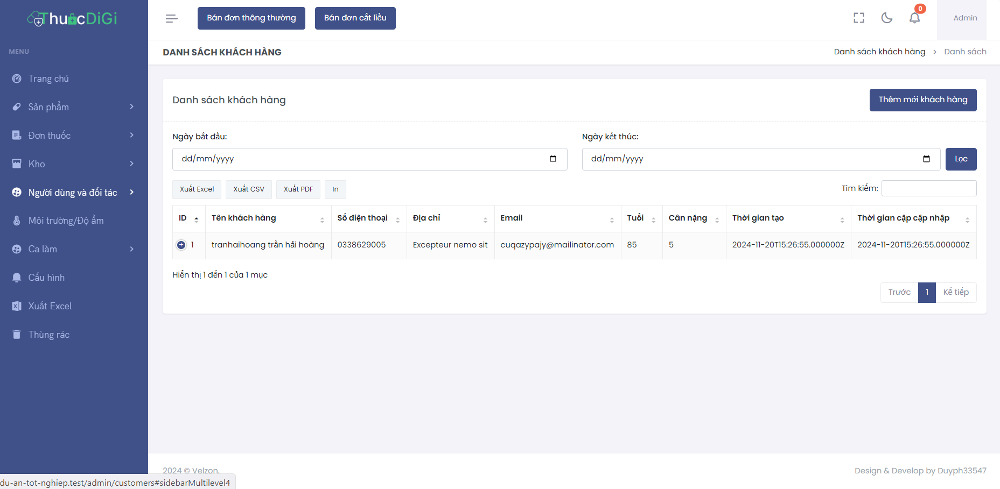 ThuốcDiGi
MENU
Trang chủ
Sản phẩm
Đơn thuốc
Kho
Người dùng và đối tác
Môi trường/Độ ẩm
Ca làm
Cấu hình
Xuất Excel
Thùng rác
Bán đơn thông thường
Bán đơn cắt liều
0
Admin
DANH SÁCH KHÁCH HÀNG
Danh sách khách hàng > Danh sách
Danh sách khách hàng
Thêm mới khách hàng
Ngày bắt đầu:
Ngày kết thúc:
dd/mm/yyyy
dd/mm/yyyy
Lọc
Xuất Excel Xuất CSV Xuất PDF In
Tìm kiếm:
ID Tên khách hàng Số điện thoại Địa chỉ Email Tuổi Cân nặng Thời gian tạo Thời gian cập cập nhập
1 tranhaihoang trần hải hoàng 0338629005 Excepteur nemo sit cuqazypajy@mailinator.com 85 5 2024-11-20T15:26:55.000000Z 2024-11-20T15:26:55.000000Z
Hiển thị 1 đến 1 của 1 mục
Trước 1 Kế tiếp
2024 © Velzon.
Design & Develop by Duyph33547
du-an-tot-nghiep.test/admin/customers#sidebarMultilevel4